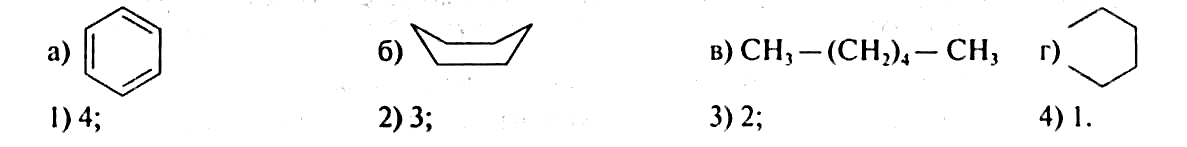 а) б) в) CH₃—(CH₂)₄—CH₃ г)
1) 4; 2) 3; 3) 2; 4) 1.